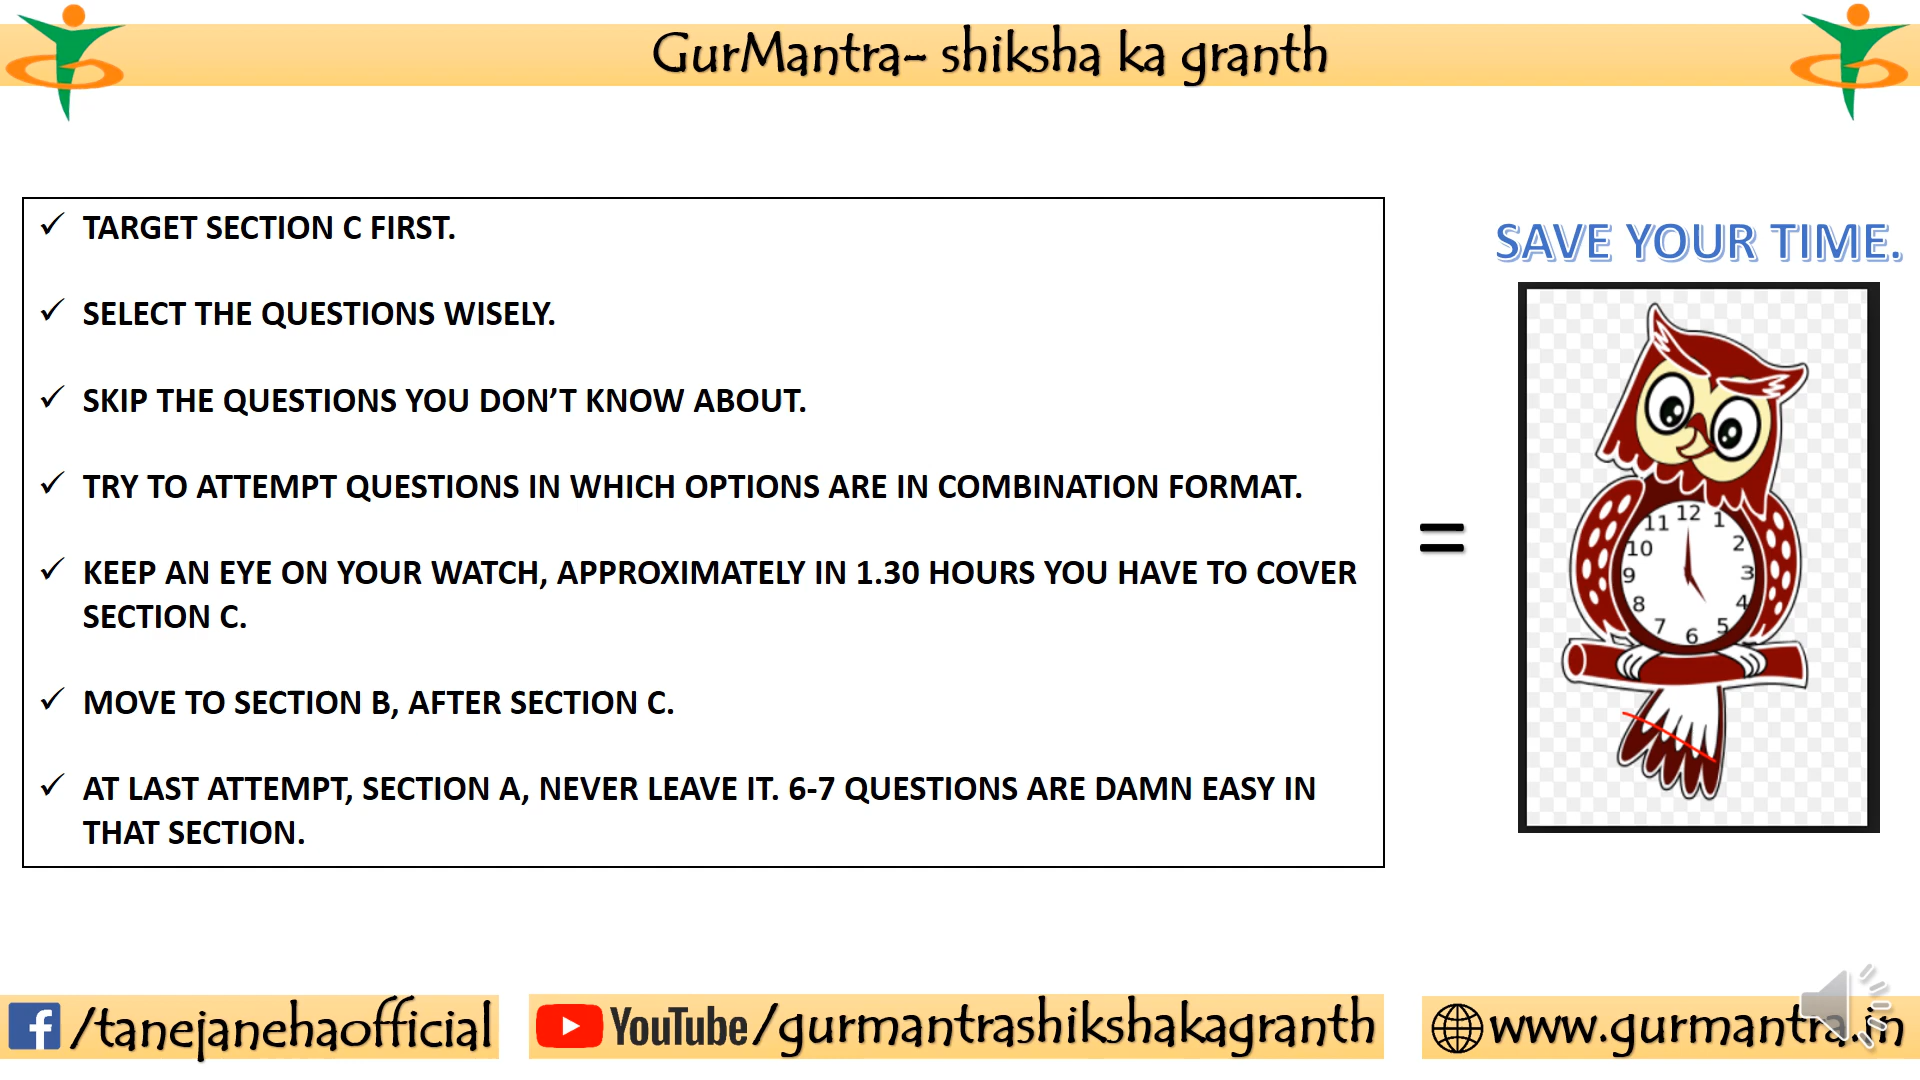 GurMantra- shiksha ka granth
✓ TARGET SECTION C FIRST.
✓ SELECT THE QUESTIONS WISELY.
✓ SKIP THE QUESTIONS YOU DON’T KNOW ABOUT.
✓ TRY TO ATTEMPT QUESTIONS IN WHICH OPTIONS ARE IN COMBINATION FORMAT.
✓ KEEP AN EYE ON YOUR WATCH, APPROXIMATELY IN 1.30 HOURS YOU HAVE TO COVER
SECTION C.
✓ MOVE TO SECTION B, AFTER SECTION C.
✓ AT LAST ATTEMPT, SECTION A, NEVER LEAVE IT. 6-7 QUESTIONS ARE DAMN EASY IN
THAT SECTION.
=
SAVE YOUR TIME.
12 1 2 3 4 5 6 7 8 9 10 11
f /tanejanehaofficial
YouTube /gurmantrashikshakagranth
www.gurmantra.in